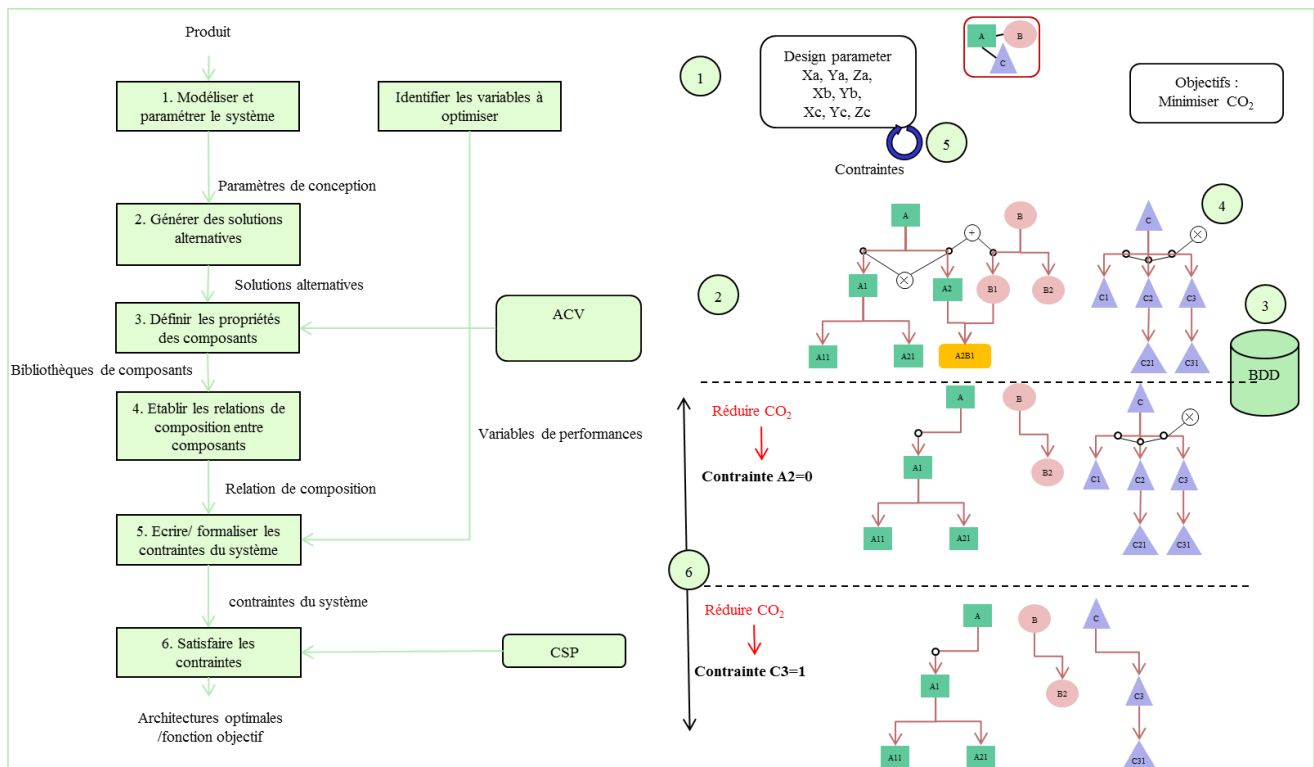 Produit
1. Modéliser et
paramétrer le système
Identifier les variables à
optimiser
Paramètres de conception
2. Générer des solutions
alternatives
Solutions alternatives
3. Définir les propriétés
des composants
ACV
Bibliothèques de composants
4. Etablir les relations de
composition entre
composants
Variables de performances
Relation de composition
5. Ecrire/ formaliser les
contraintes du système
contraintes du système
6. Satisfaire les
contraintes
CSP
Architectures optimales
/fonction objectif
1
Design parameter
Xa, Ya, Za,
Xb, Yb,
Xc, Yc, Zc
A
B
C
Objectifs :
Minimiser CO₂
5
Contraintes
4
A
B
C
+
×
×
2
A1
A2
B1
B2
C1
C2
C3
3
A11
A21
A2B1
C21
C31
BDD
Réduire CO₂
Contrainte A2=0
A
B
C
×
A1
B2
C1
C2
C3
A11
A21
C21
C31
6
Réduire CO₂
Contrainte C3=1
A
B
C
A1
B2
C3
A11
A21
C31